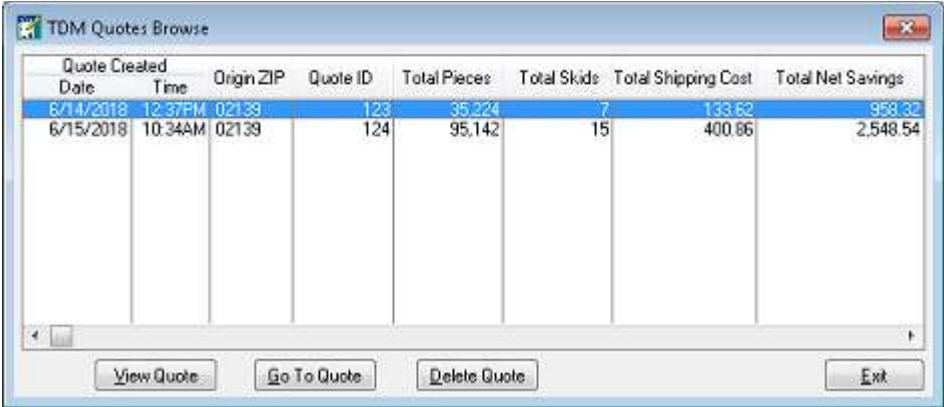 TDM Quotes Browse
Quote Created
Date Time Origin ZIP Quote ID Total Pieces Total Skids Total Shipping Cost Total Net Savings
6/14/2018 12:37PM 02139 123 35,224 7 133.62 958.32
6/15/2018 10:34AM 02139 124 95,142 15 400.86 2,548.54
View Quote Go To Quote Delete Quote Exit